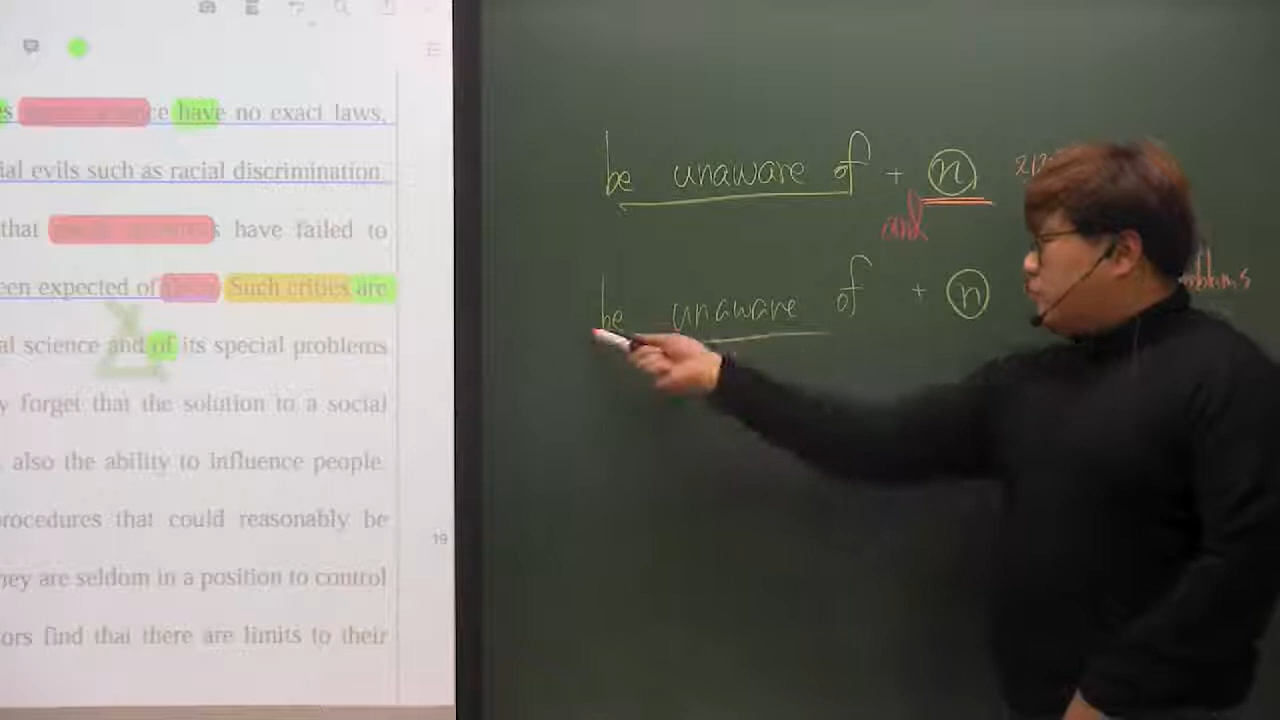 have no exact laws,
ial evils such as racial discrimination.
that have failed to
een expected of Such critics are
al science and of its special problems
y forget that the solution to a social
also the ability to influence people.
rocedures that could reasonably be
19
hey are seldom in a position to control
ors find that there are limits to their
be unaware of + n
and
be unaware of + n